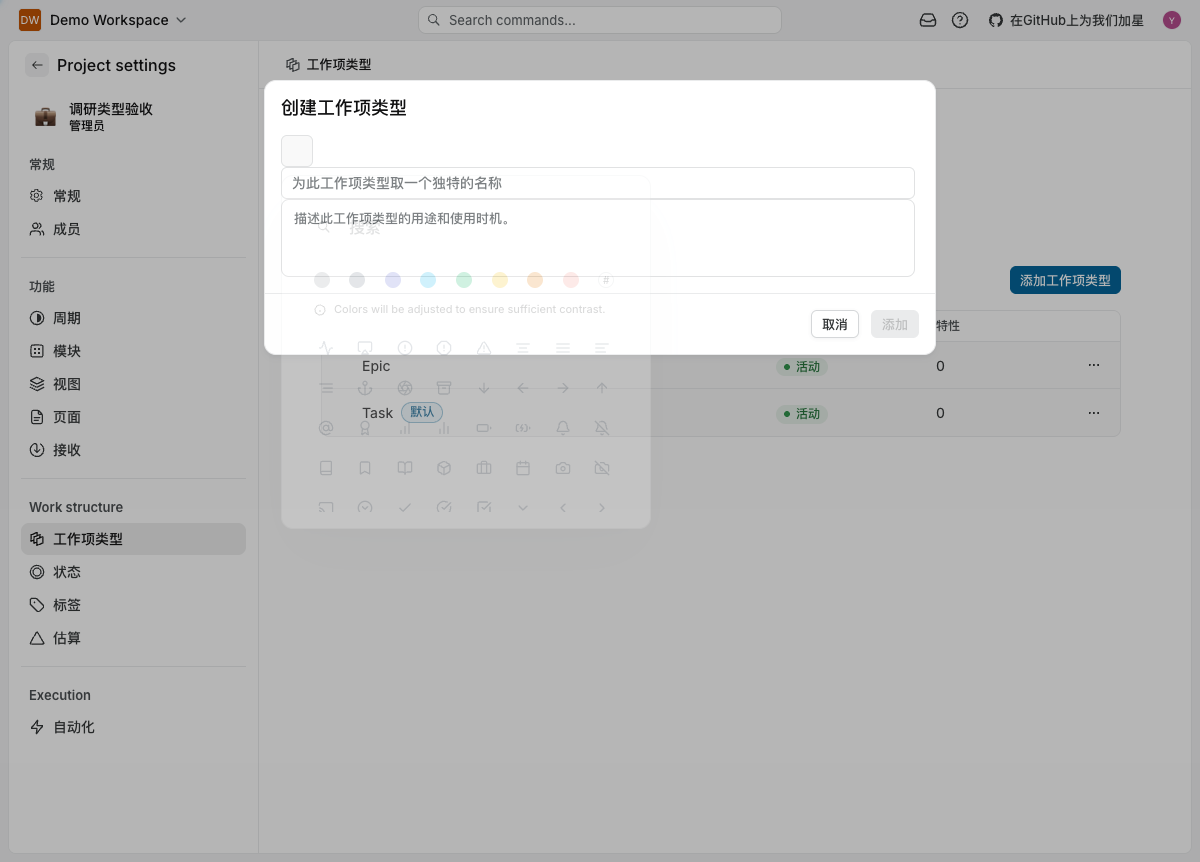 DW Demo Workspace
Search commands...
在GitHub上为我们加星
Y
Project settings
工作项类型
调研类型验收
管理员
常规
常规
成员
功能
周期
模块
视图
页面
接收
Work structure
工作项类型
状态
标签
估算
Execution
自动化
创建工作项类型
为此工作项类型取一个独特的名称
描述此工作项类型的用途和使用时机。
搜索
#
Colors will be adjusted to ensure sufficient contrast.
取消
添加
添加工作项类型
特性
Epic
活动
0
Task 默认
活动
0